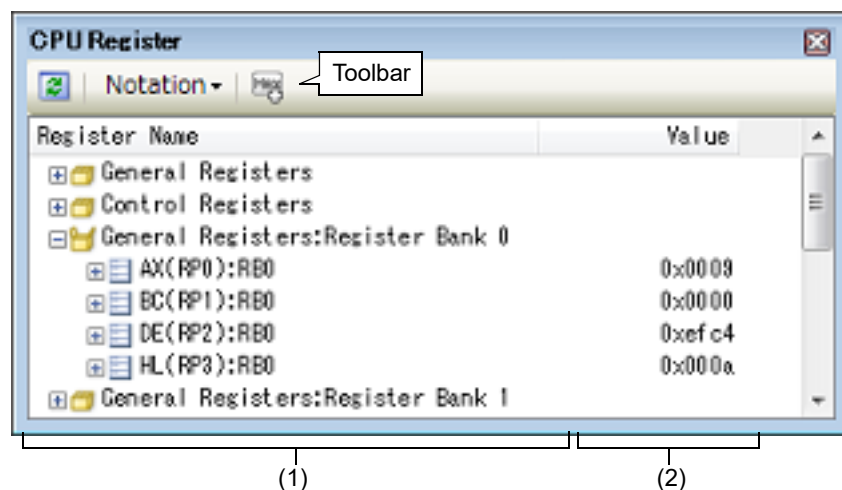 CPU Register
Notation
Hex
Toolbar
Register Name Value
General Registers
Control Registers
General Registers:Register Bank 0
AX(RP0):RB0 0x0009
BC(RP1):RB0 0x0000
DE(RP2):RB0 0xefc4
HL(RP3):RB0 0x000a
General Registers:Register Bank 1
(1) (2)